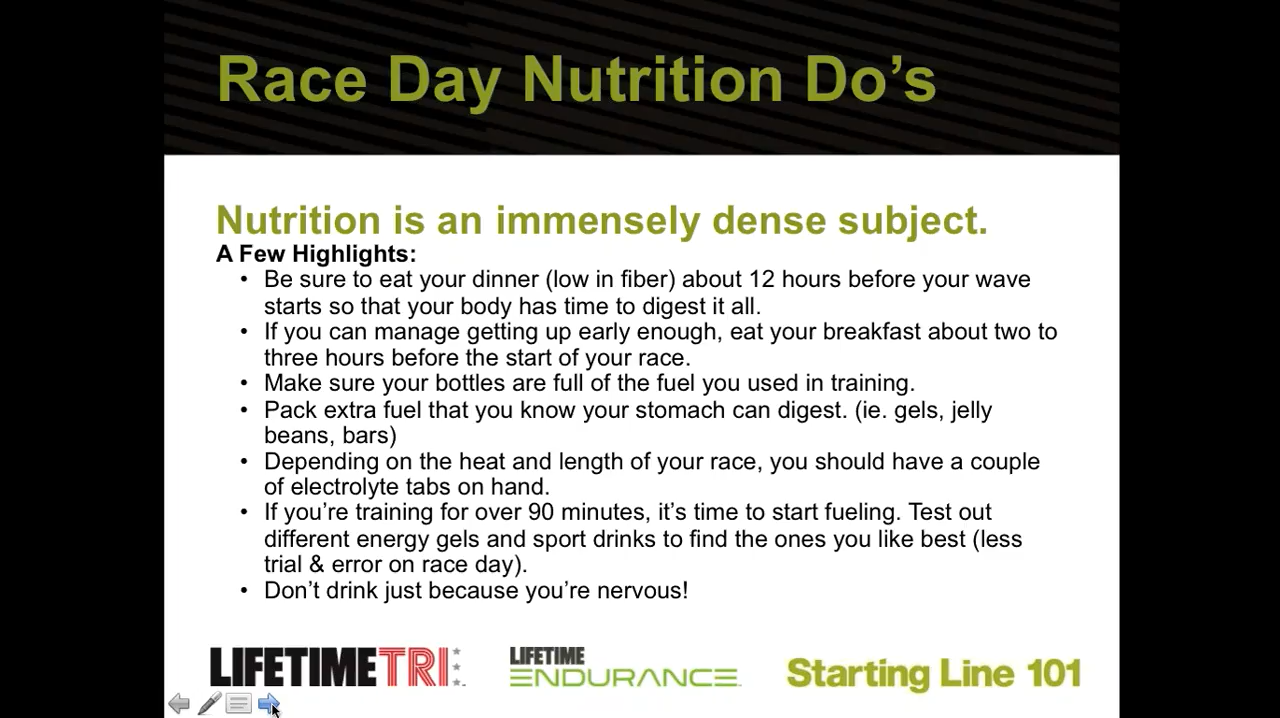 Race Day Nutrition Do’s
Nutrition is an immensely dense subject.
A Few Highlights:
• Be sure to eat your dinner (low in fiber) about 12 hours before your wave
starts so that your body has time to digest it all.
• If you can manage getting up early enough, eat your breakfast about two to
three hours before the start of your race.
• Make sure your bottles are full of the fuel you used in training.
• Pack extra fuel that you know your stomach can digest. (ie. gels, jelly
beans, bars)
• Depending on the heat and length of your race, you should have a couple
of electrolyte tabs on hand.
• If you’re training for over 90 minutes, it’s time to start fueling. Test out
different energy gels and sport drinks to find the ones you like best (less
trial & error on race day).
• Don’t drink just because you’re nervous!
LIFETIMETRI
LIFETIME
ENDURANCE
Starting Line 101